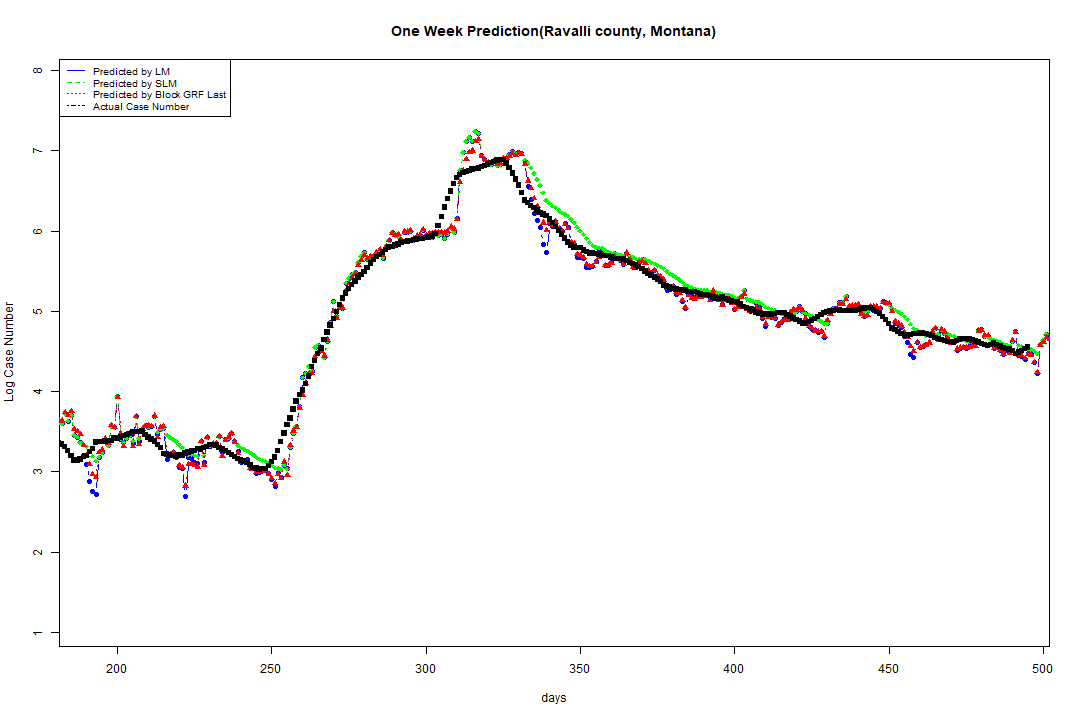 One Week Prediction(Ravalli county, Montana)
Predicted by LM
Predicted by SLM
Predicted by Block GRF Last
Actual Case Number
Log Case Number
8
7
6
5
4
3
2
1
200 250 300 350 400 450 500
days